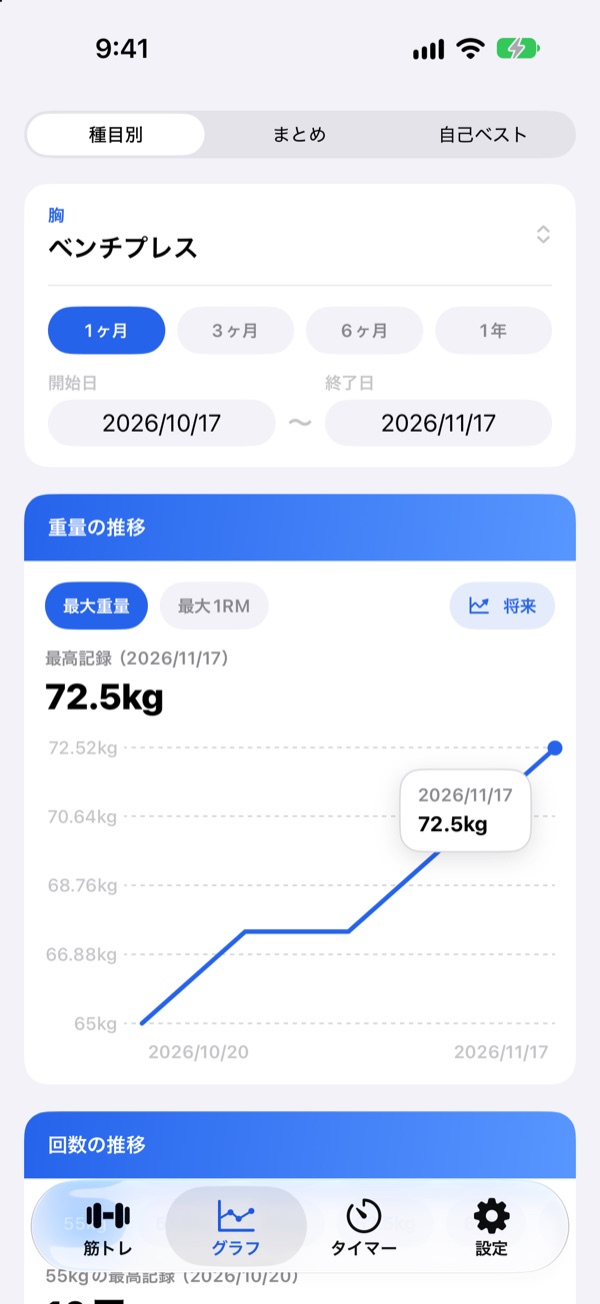 9:41
種目別 まとめ 自己ベスト
胸
ベンチプレス
1ヶ月 3ヶ月 6ヶ月 1年
開始日 終了日
2026/10/17 〜 2026/11/17
重量の推移
最大重量 最大1RM 将来
最高記録（2026/11/17）
72.5kg
72.52kg
2026/11/17
70.64kg
72.5kg
68.76kg
66.88kg
65kg
2026/10/20 2026/11/17
回数の推移
筋トレ グラフ タイマー 設定
55kgの最高記録（2026/10/20）